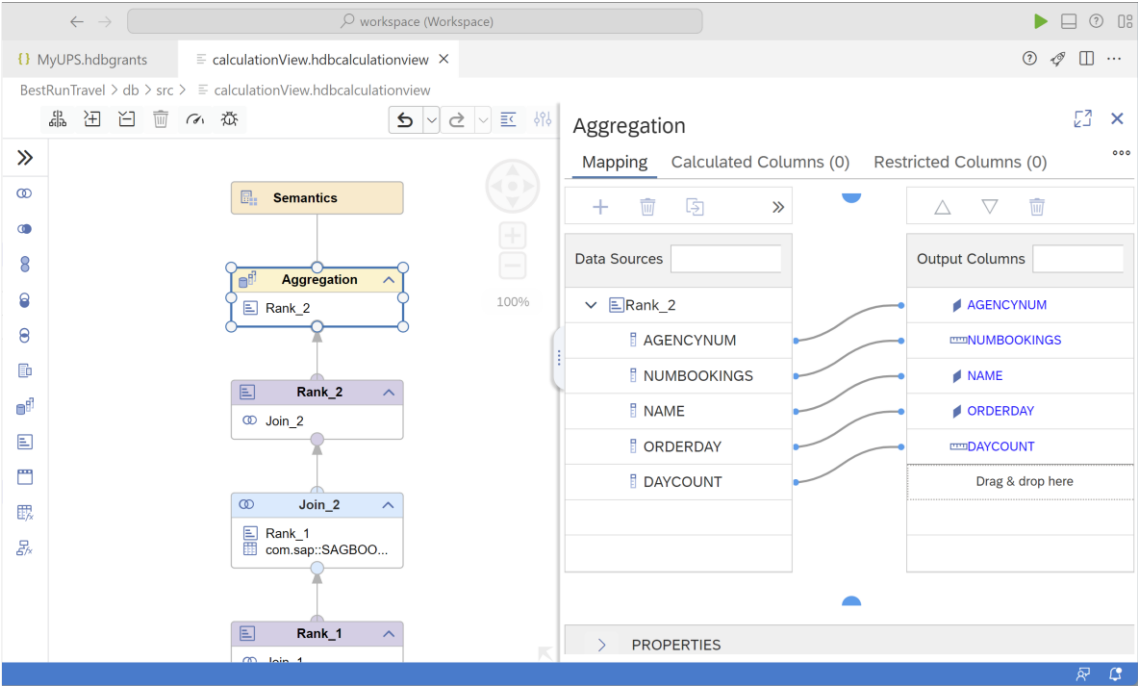 workspace (Workspace)
MyUPS.hdbgrants
calculationView.hdbcalculationview
BestRunTravel > db > src > calculationView.hdbcalculationview
Semantics
Aggregation
Rank_2
100%
Rank_2
Join_2
Join_2
Rank_1
com.sap::SAGBOO...
Rank_1
Join_1
Aggregation
Mapping Calculated Columns (0) Restricted Columns (0)
Data Sources
Rank_2
AGENCYNUM
NUMBOOKINGS
NAME
ORDERDAY
DAYCOUNT
Output Columns
AGENCYNUM
NUMBOOKINGS
NAME
ORDERDAY
DAYCOUNT
Drag & drop here
PROPERTIES